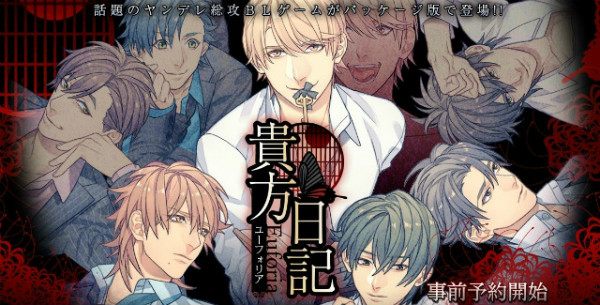 話題のヤンデレ総攻BLゲームがパッケージ版で登場!!
貴方日記
ユーフォリア
Euforia
事前予約開始